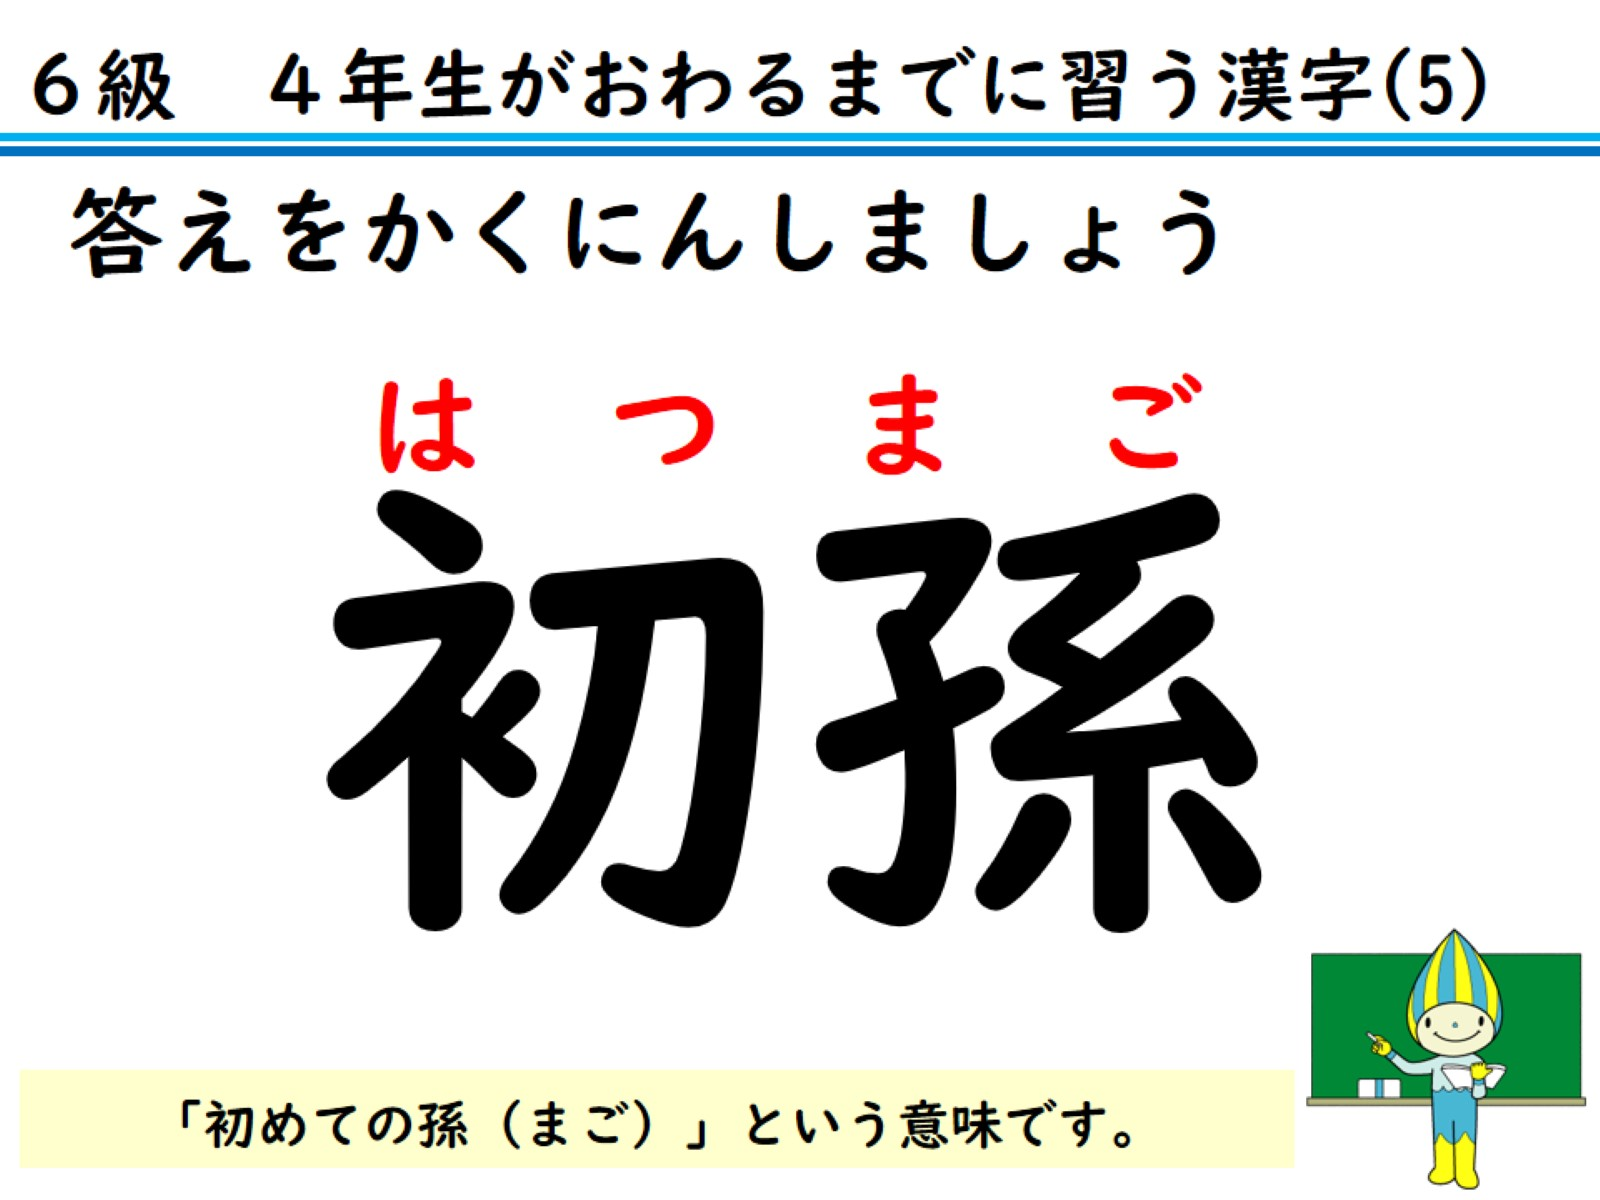 ６級　４年生がおわるまでに習う漢字(5)
答えをかくにんしましょう
はつまご
初孫
「初めての孫（まご）」という意味です。